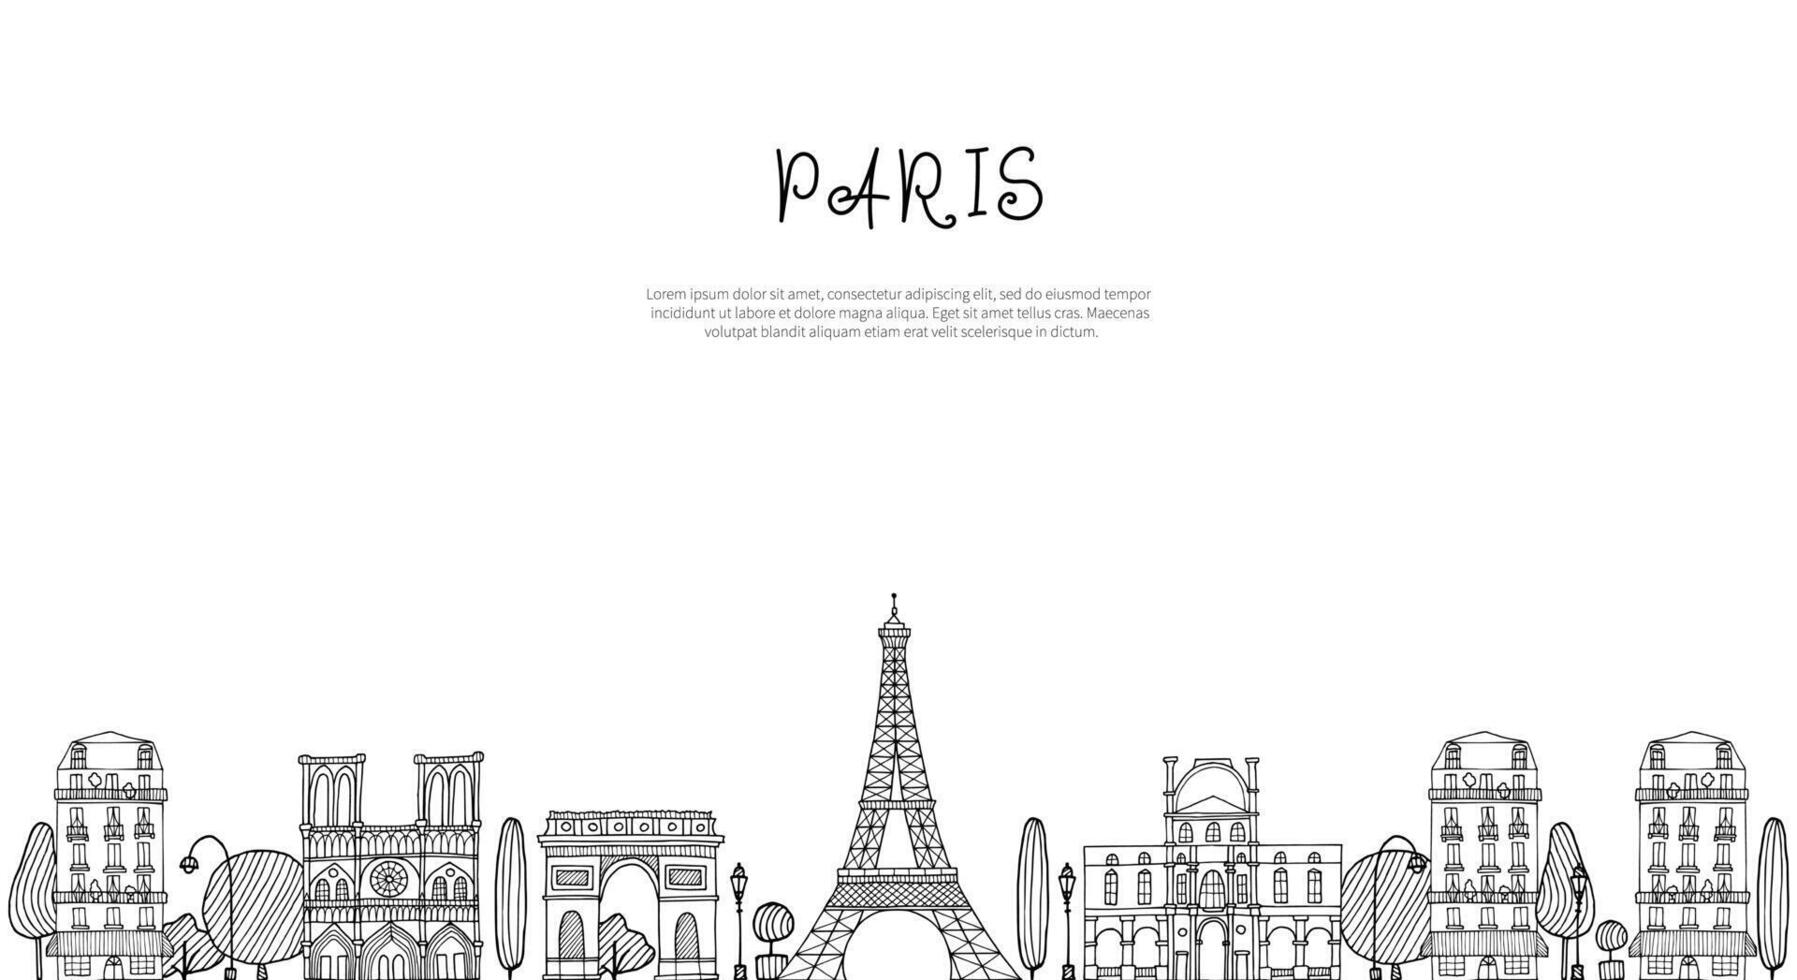 PARIS
Lorem ipsum dolor sit amet, consectetur adipiscing elit, sed do eiusmod tempor
incididunt ut labore et dolore magna aliqua. Eget sit amet tellus cras. Maecenas
volutpat blandit aliquam etiam erat velit scelerisque in dictum.